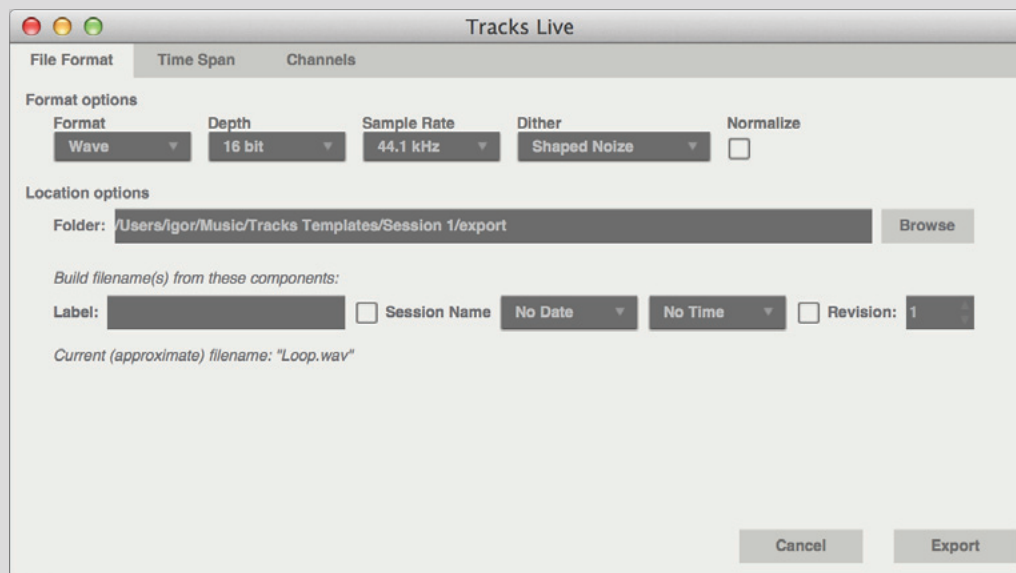 Tracks Live
File Format Time Span Channels
Format options
Format Depth Sample Rate Dither Normalize
Wave 16 bit 44.1 kHz Shaped Noize
Location options
Folder: /Users/igor/Music/Tracks Templates/Session 1/export Browse
Build filename(s) from these components:
Label: Session Name No Date No Time Revision: 1
Current (approximate) filename: "Loop.wav"
Cancel Export